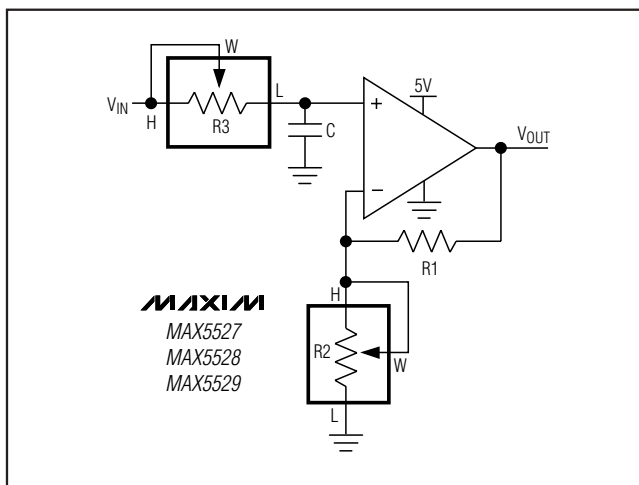 W
5V
VIN
H
R3
L
+
C
VOUT
−
R1
H
MAXIM
MAX5527
MAX5528
MAX5529
R2
W
L